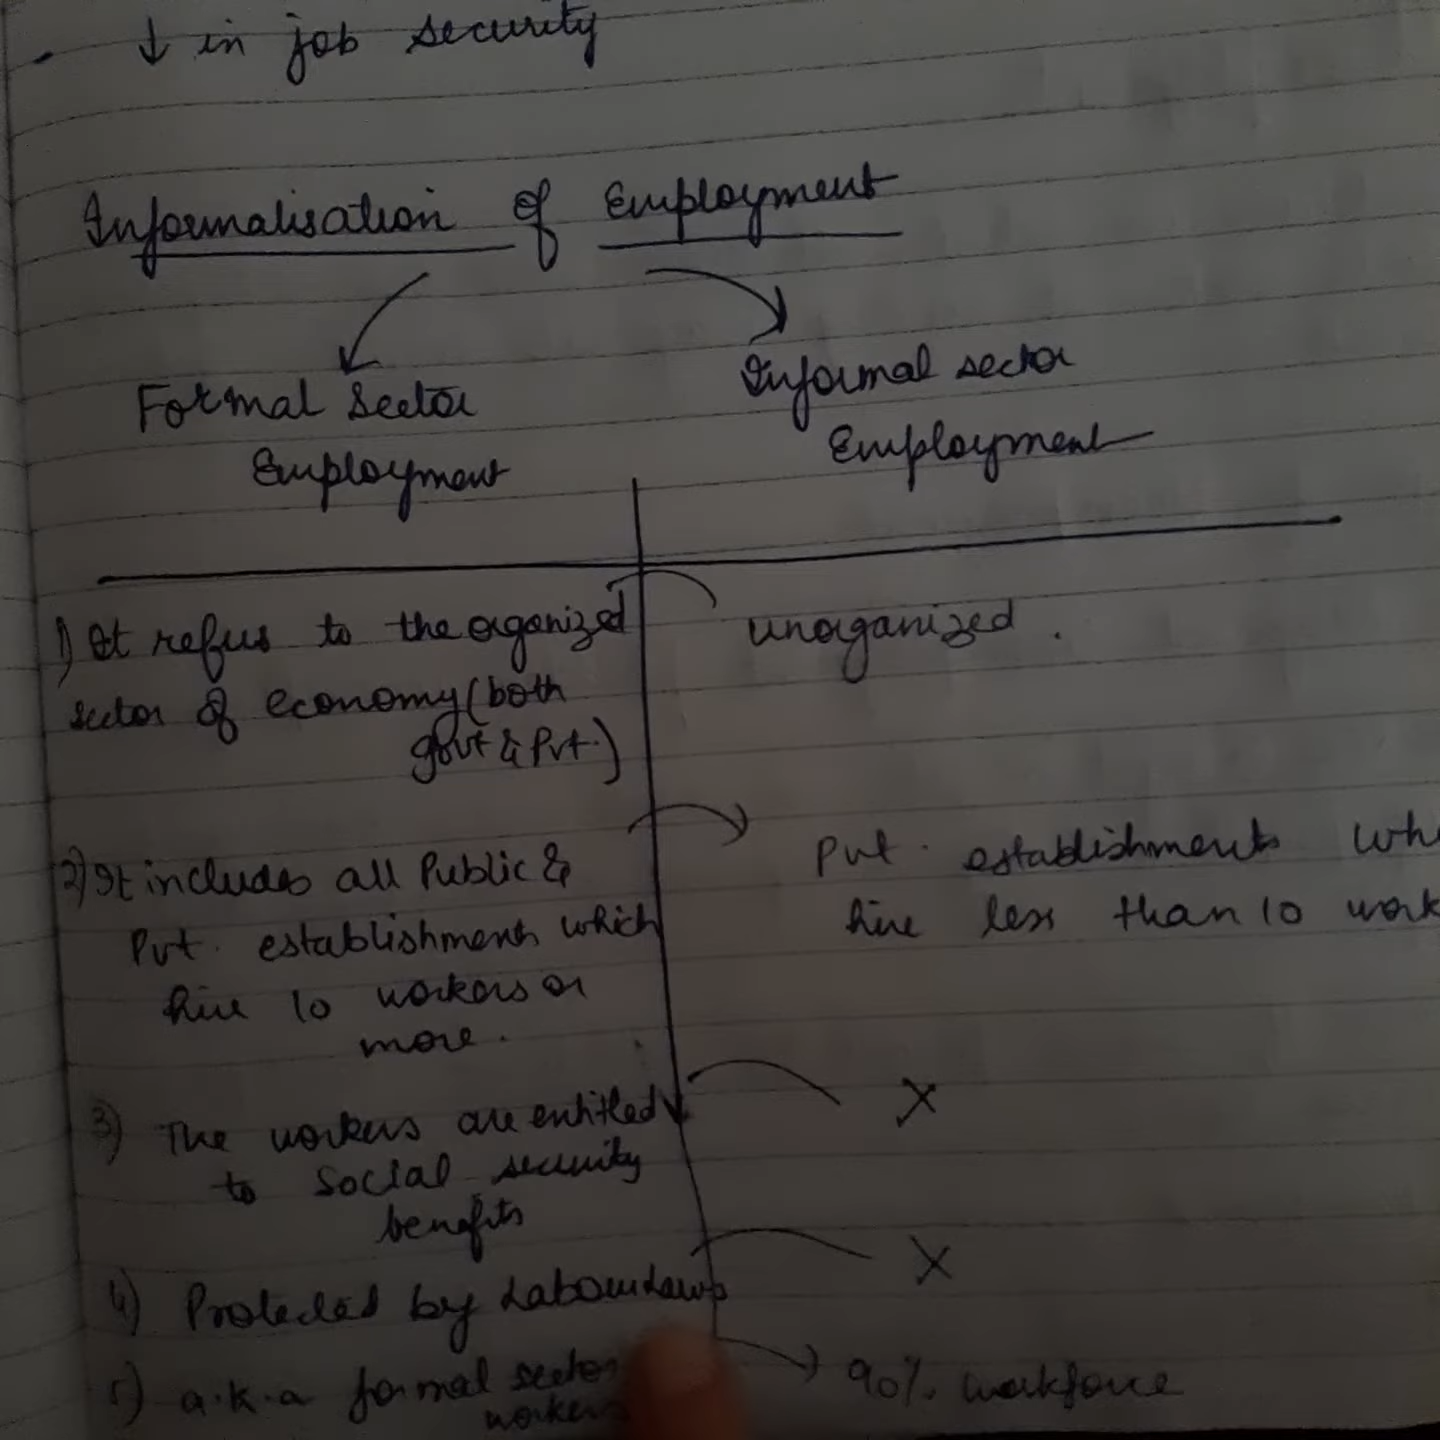 - ↓ in job security
Informalisation of Employment
Formal Sector
Employment
Informal sector
Employment
1) It refers to the organized
sector of economy (both
govt & Pvt.)
unorganized.
2) It includes all Public &
Pvt. establishments which
hire 10 workers or
more.
Pvt. establishments wh
hire less than 10 work
3) The workers are entitled
to social security
benefits
X
4) Protected by Labour Laws
X
5) a.k.a formal sector
workers
90% workforce